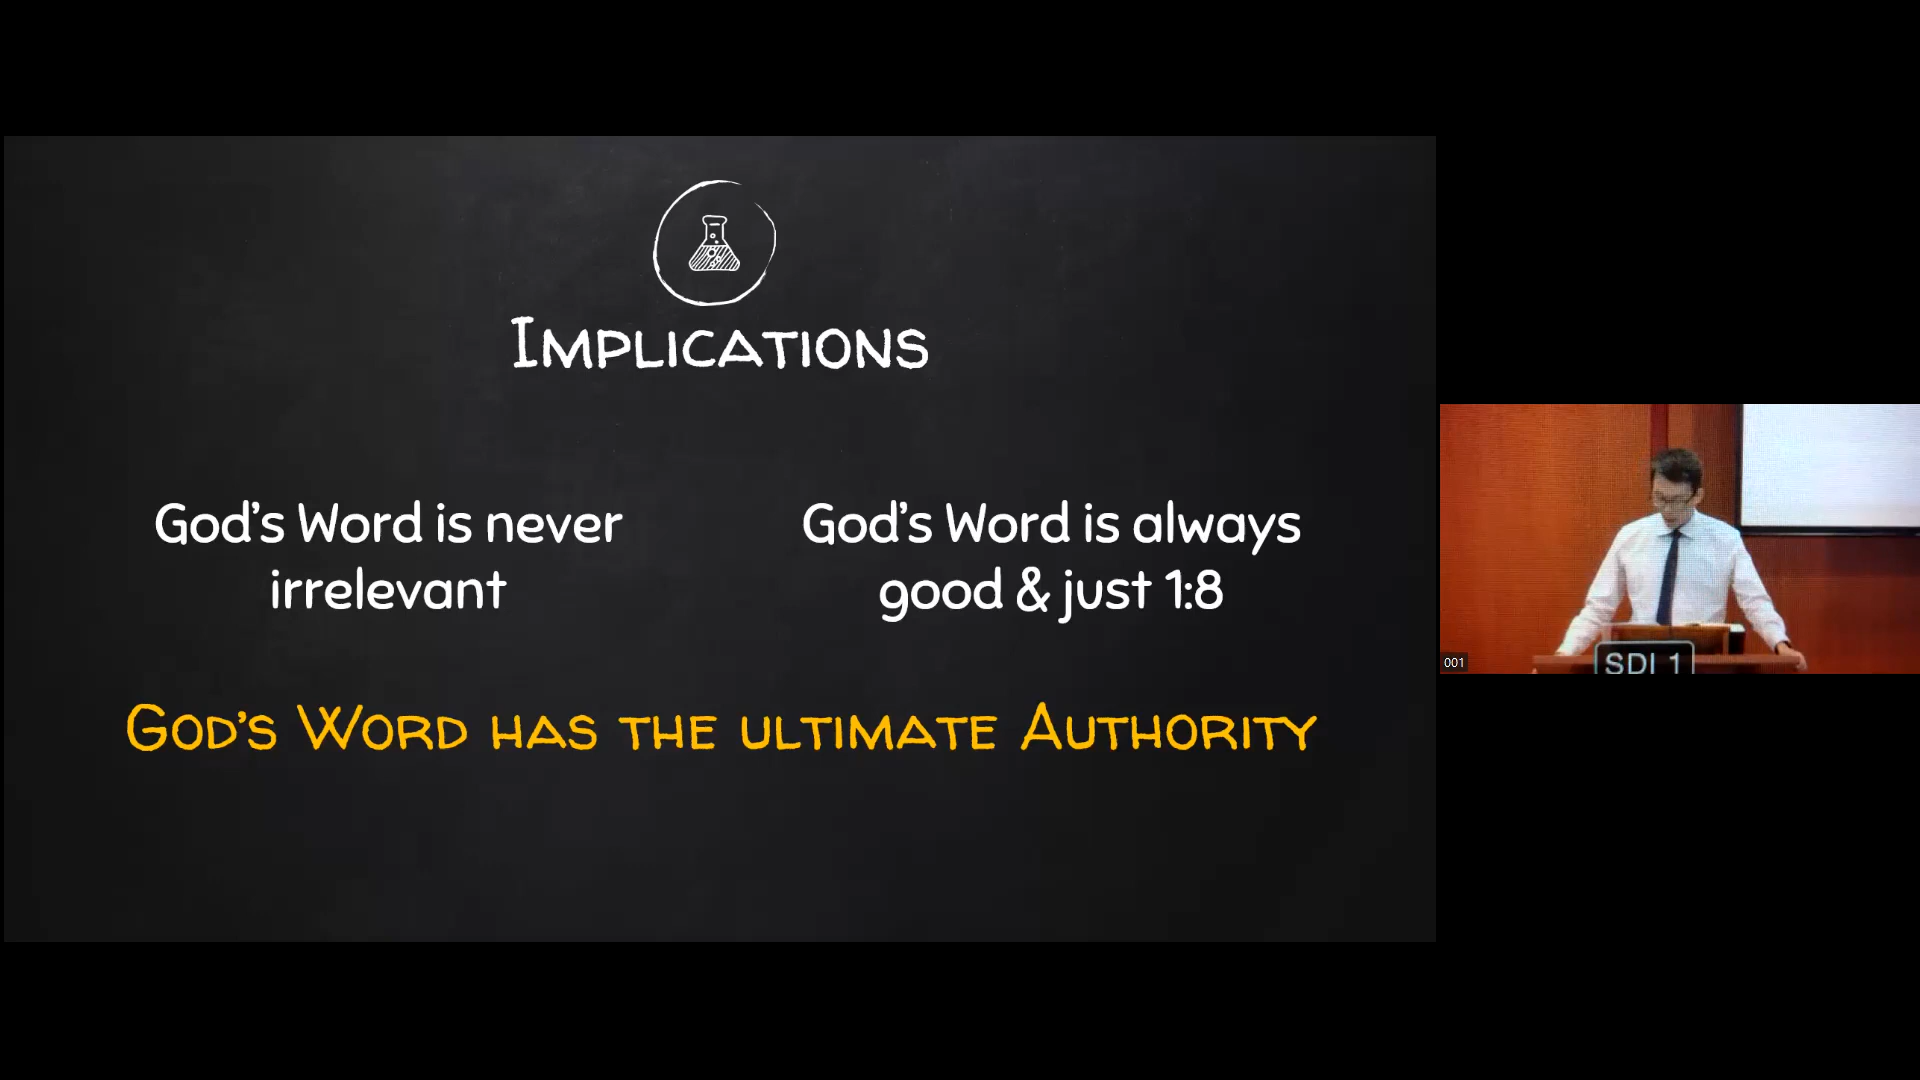 Implications
God's Word is never
irrelevant
God's Word is always
good & just 1:8
God's Word has the ultimate Authority
SDI 1
001